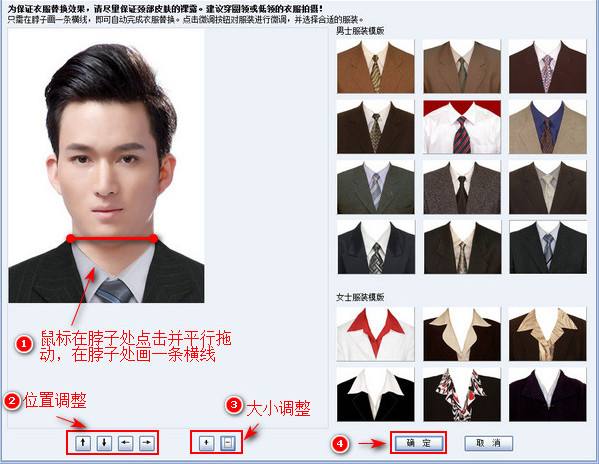 为保证衣服替换效果，请尽里保证颈部皮肤的裸露。建议穿圆领或低领的衣服拍摄！
只需在脖子画一条横线，即可自动完成衣服替换。点击微调按钮对服装进行微调，并选择合适的服装。
男士服装模版
女士服装模版
1 鼠标在脖子处点击并平行拖
动，在脖子处画一条横线
2 位置调整
3 大小调整
4
确 定
取 消